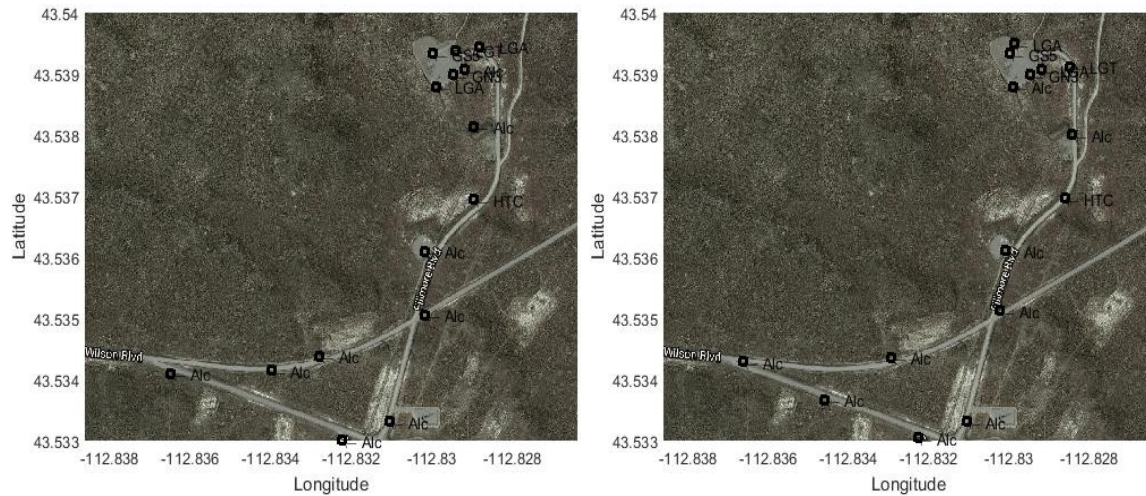 43.54
43.539
43.538
43.537
43.536
43.535
43.534
43.533
Latitude
-112.838
-112.836
-112.834
-112.832
-112.83
-112.828
Longitude
LGA
GS5
LGA
Alc
HTC
Alc
Alc
Alc
Alc
Alc
Alc
Alc
Wilson Blvd
43.54
43.539
43.538
43.537
43.536
43.535
43.534
43.533
Latitude
-112.838
-112.836
-112.834
-112.832
-112.83
-112.828
Longitude
LGA
GS5
LGT
Alc
Alc
HTC
Alc
Alc
Alc
Alc
Alc
Alc
Alc
Wilson Blvd